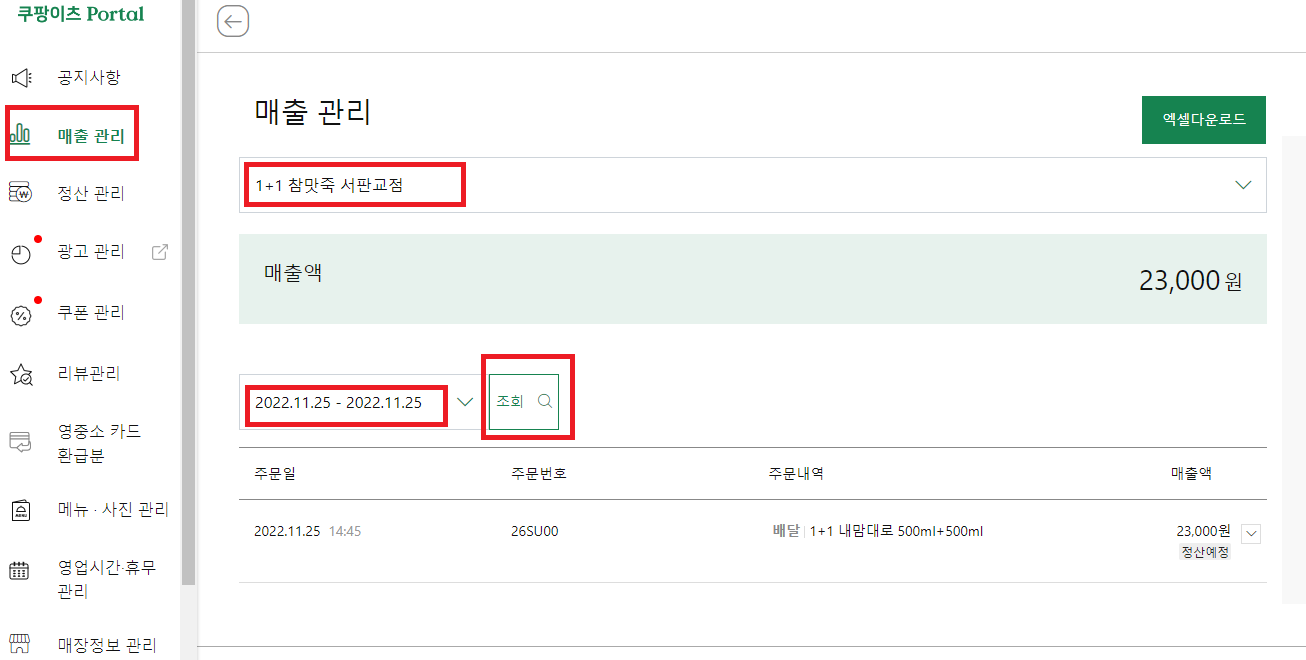 쿠팡이츠 Portal
공지사항
매출 관리
정산 관리
광고 관리
쿠폰 관리
리뷰관리
영중소 카드
환급분
메뉴 · 사진 관리
영업시간·휴무
관리
매장정보 관리
매출 관리
엑셀다운로드
1+1 참맛죽 서판교점
매출액
23,000 원
2022.11.25 - 2022.11.25
조회
주문일 주문번호 주문내역 매출액
2022.11.25 14:45 26SU00 배달 | 1+1 내맘대로 500ml+500ml 23,000원
정산예정